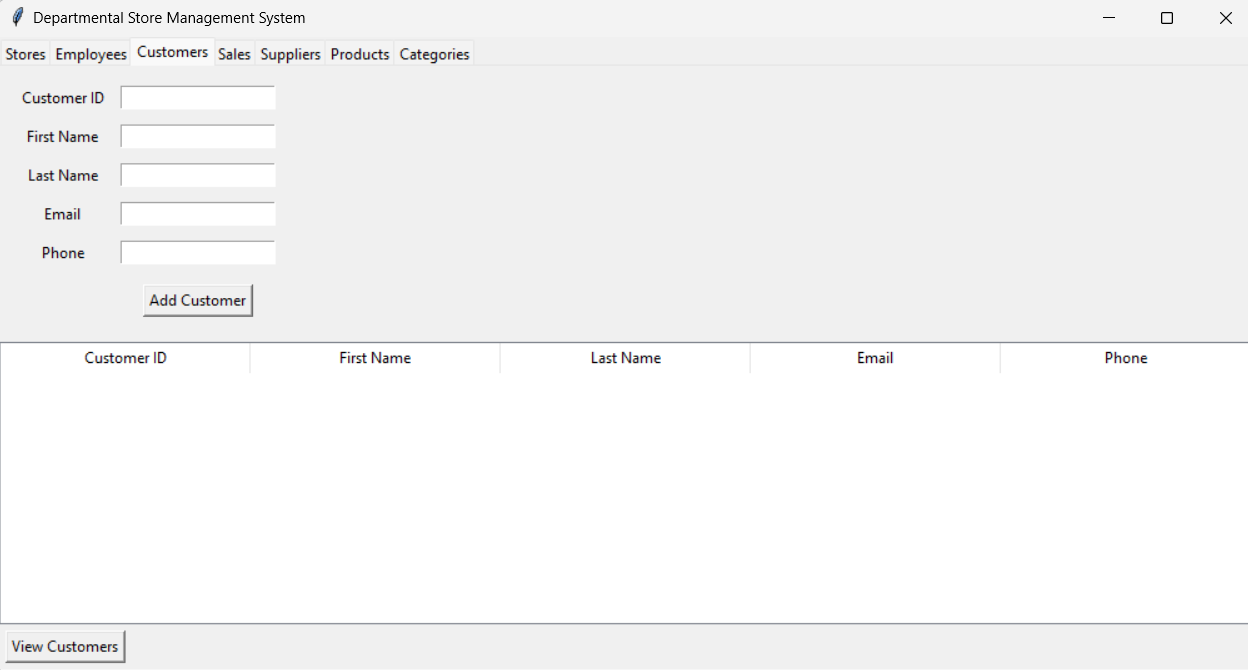 Departmental Store Management System
Stores Employees Customers Sales Suppliers Products Categories
Customer ID
First Name
Last Name
Email
Phone
Add Customer
Customer ID First Name Last Name Email Phone
View Customers